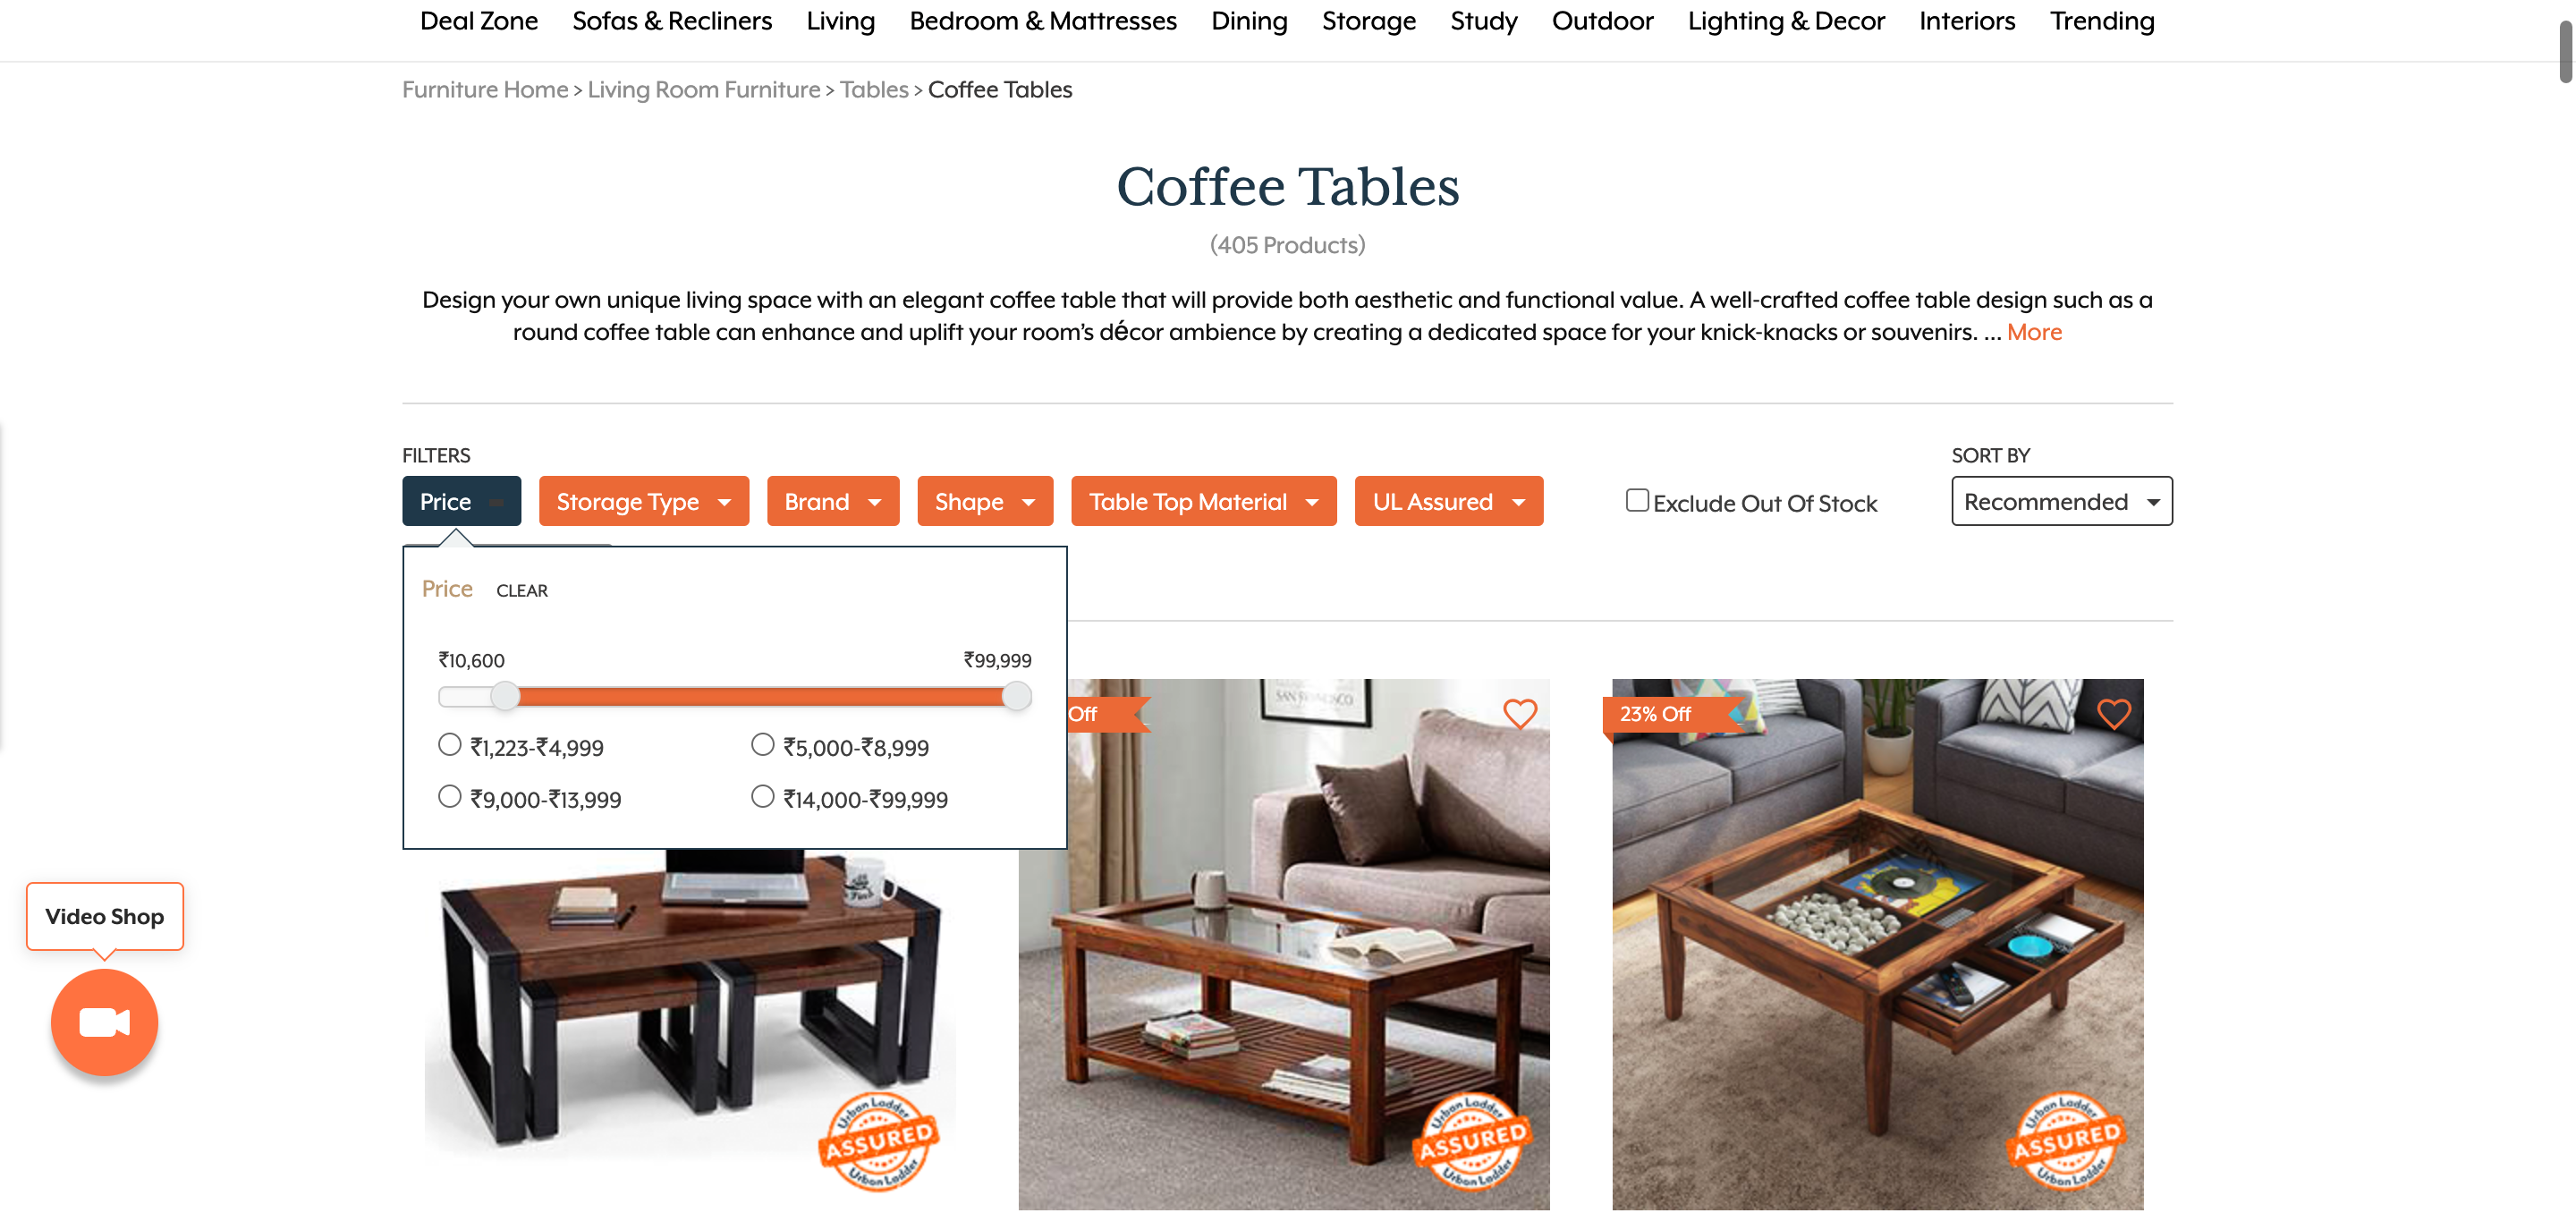 Deal Zone Sofas & Recliners Living Bedroom & Mattresses Dining Storage Study Outdoor Lighting & Decor Interiors Trending
Furniture Home > Living Room Furniture > Tables > Coffee Tables
Coffee Tables
(405 Products)
Design your own unique living space with an elegant coffee table that will provide both aesthetic and functional value. A well-crafted coffee table design such as a
round coffee table can enhance and uplift your room's décor ambience by creating a dedicated space for your knick-knacks or souvenirs. ... More
FILTERS
SORT BY
Price Storage Type Brand Shape Table Top Material UL Assured Exclude Out Of Stock Recommended
Price CLEAR
₹10,600 ₹99,999
₹1,223-₹4,999 ₹5,000-₹8,999
₹9,000-₹13,999 ₹14,000-₹99,999
Off
23% Off
SAN FRANCISCO
Video Shop
Urban Ladder
ASSURED
Urban Ladder
Urban Ladder
ASSURED
Urban Ladder
Urban Ladder
ASSURED
Urban Ladder